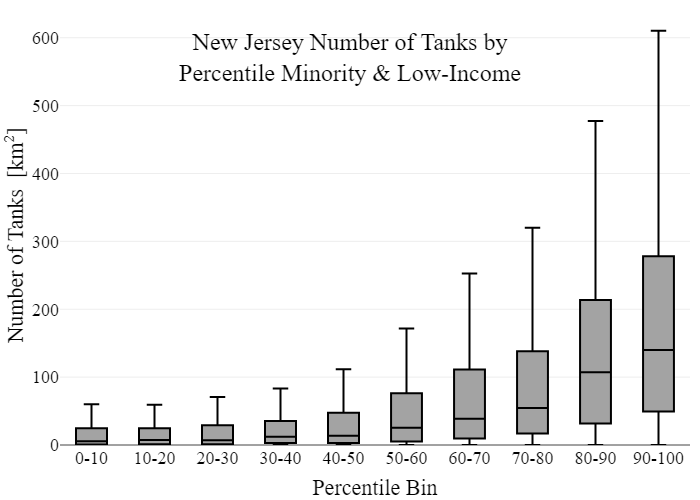 New Jersey Number of Tanks by
Percentile Minority & Low-Income
Number of Tanks [km²]
600
500
400
300
200
100
0
0-10 10-20 20-30 30-40 40-50 50-60 60-70 70-80 80-90 90-100
Percentile Bin